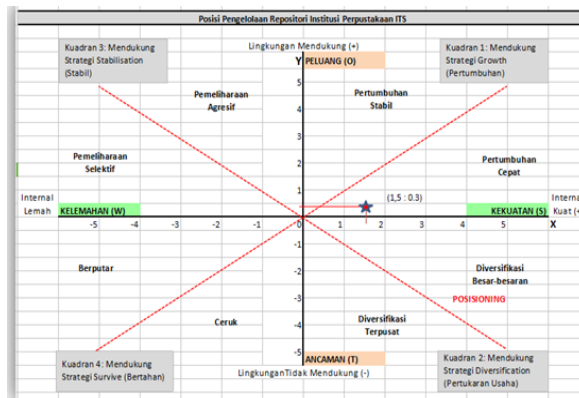 Posisi Pengelolaan Repositori Institusi Perpustakaan ITS
Kuadran 3: Mendukung
Strategi Stabilisation
(Stabil)
Lingkungan Mendukung (+)
Y PELUANG (O)
Kuadran 1: Mendukung
Strategi Growth
(Pertumbuhan)
5
Pemeliharaan
Agresif
Pertumbuhan
Stabil
4
3
Pemeliharaan
Selektif
2
Pertumbuhan
Cepat
1
(1,5 : 0.3)
Internal
Lemah
KELEMAHAN (W)
KEKUATAN (S)
Kuat (+
-5 -4 -3 -2 -1 0 1 2 3 4 5 X
-1
Berputar
-2
Diversifikasi
Besar-besaran
-3
POSISIONING
Ceruk
-4
Diversifikasi
Terpusat
-5
ANCAMAN (T)
LingkunganTidak Mendukung (-)
Kuadran 4: Mendukung
Strategi Survive (Bertahan)
Kuadran 2: Mendukung
Strategi Diversification
(Pertukaran Usaha)